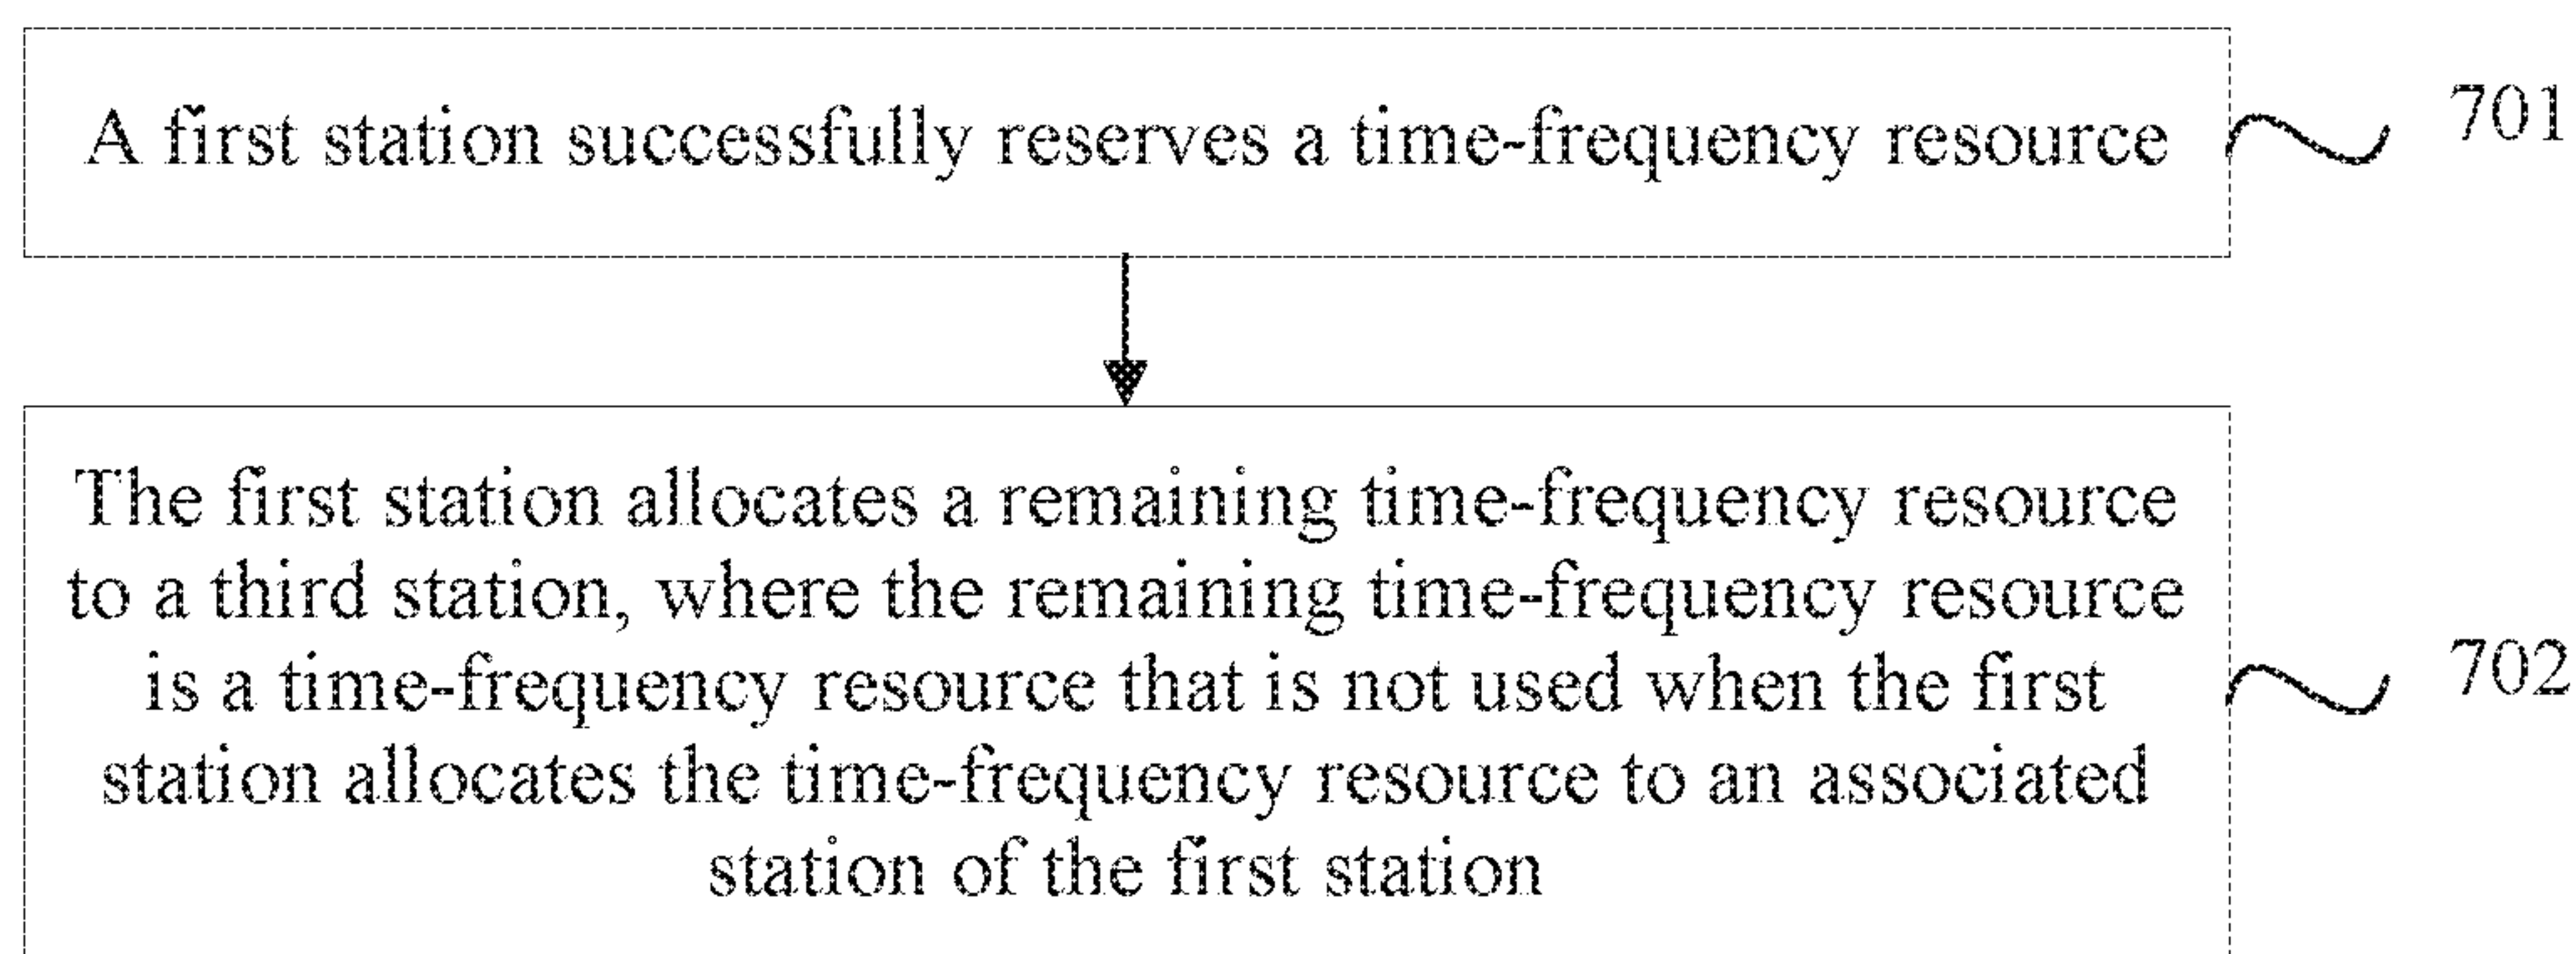 A first station successfully reserves a time-frequency resource
701
The first station allocates a remaining time-frequency resource
to a third station, where the remaining time-frequency resource
is a time-frequency resource that is not used when the first
station allocates the time-frequency resource to an associated
station of the first station
702